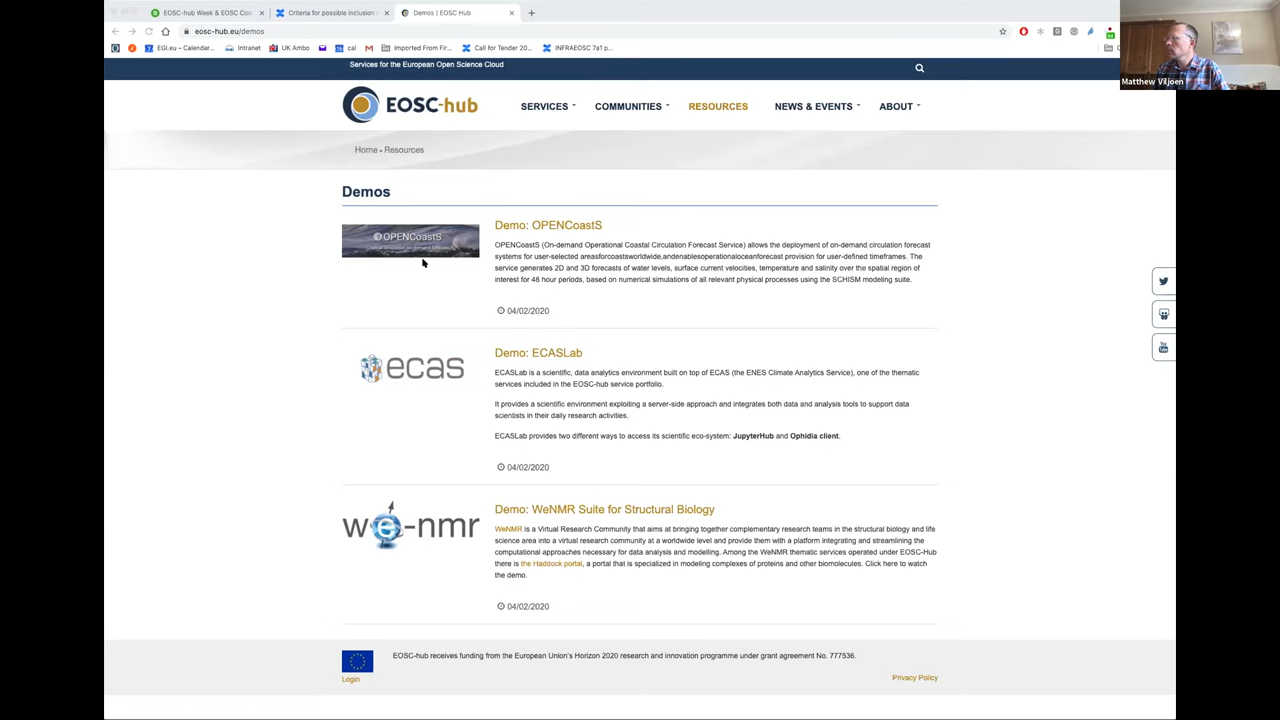 EOSC-hub Week & EOSC Con
Criteria for possible inclusion
Demos | EOSC Hub
eosc-hub.eu/demos
EGI.eu – Calendar...
Intranet
UK Ambo
cal
Imported From Fir...
Call for Tender 20...
INFRAEOSC 7a1 p...
Matthew Viljoen
Services for the European Open Science Cloud
EOSC-hub
SERVICES
COMMUNITIES
RESOURCES
NEWS & EVENTS
ABOUT
Home » Resources
Demos
OPENCoastS
Demo: OPENCoastS
OPENCoastS (On-demand Operational Coastal Circulation Forecast Service) allows the deployment of on-demand circulation forecast
systems for user-selected areasforcoastsworldwide,andenablesoperationaloceanforecast provision for user-defined timeframes. The
service generates 2D and 3D forecasts of water levels, surface current velocities, temperature and salinity over the spatial region of
interest for 48 hour periods, based on numerical simulations of all relevant physical processes using the SCHISM modeling suite.
04/02/2020
ecas
Demo: ECASLab
ECASLab is a scientific, data analytics environment built on top of ECAS (the ENES Climate Analytics Service), one of the thematic
services included in the EOSC-hub service portfolio.
It provides a scientific environment exploiting a server-side approach and integrates both data and analysis tools to support data
scientists in their daily research activities.
ECASLab provides two different ways to access its scientific eco-system: JupyterHub and Ophidia client.
04/02/2020
we-nmr
Demo: WeNMR Suite for Structural Biology
WeNMR is a Virtual Research Community that aims at bringing together complementary research teams in the structural biology and life
science area into a virtual research community at a worldwide level and provide them with a platform integrating and streamlining the
computational approaches necessary for data analysis and modelling. Among the WeNMR thematic services operated under EOSC-Hub
there is the Haddock portal, a portal that is specialized in modeling complexes of proteins and other biomolecules. Click here to watch
the demo.
04/02/2020
EOSC-hub receives funding from the European Union's Horizon 2020 research and innovation programme under grant agreement No. 777536.
Login
Privacy Policy